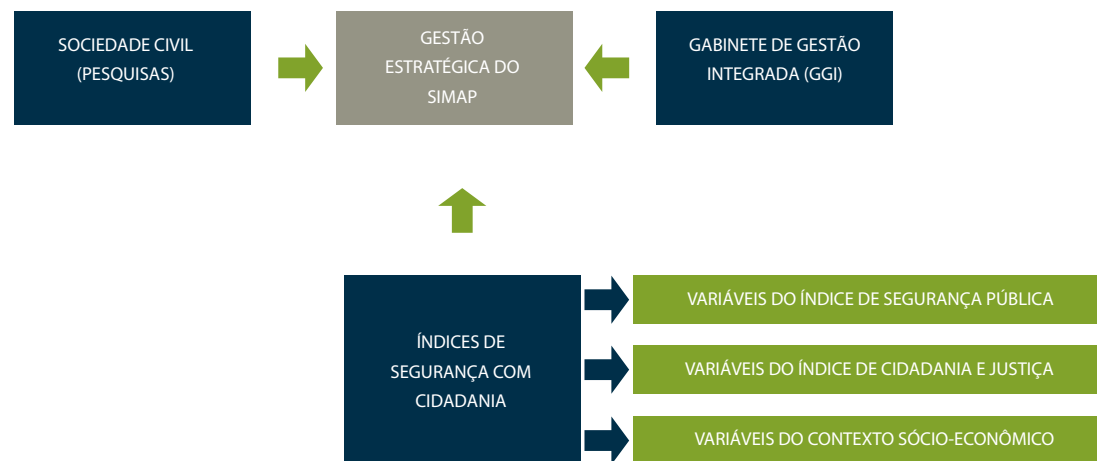 SOCIEDADE CIVIL
(PESQUISAS)
GESTÃO
ESTRATÉGICA DO
SIMAP
GABINETE DE GESTÃO
INTEGRADA (GGI)
ÍNDICES DE
SEGURANÇA COM
CIDADANIA
VARIÁVEIS DO ÍNDICE DE SEGURANÇA PÚBLICA
VARIÁVEIS DO ÍNDICE DE CIDADANIA E JUSTIÇA
VARIÁVEIS DO CONTEXTO SÓCIO-ECONÔMICO